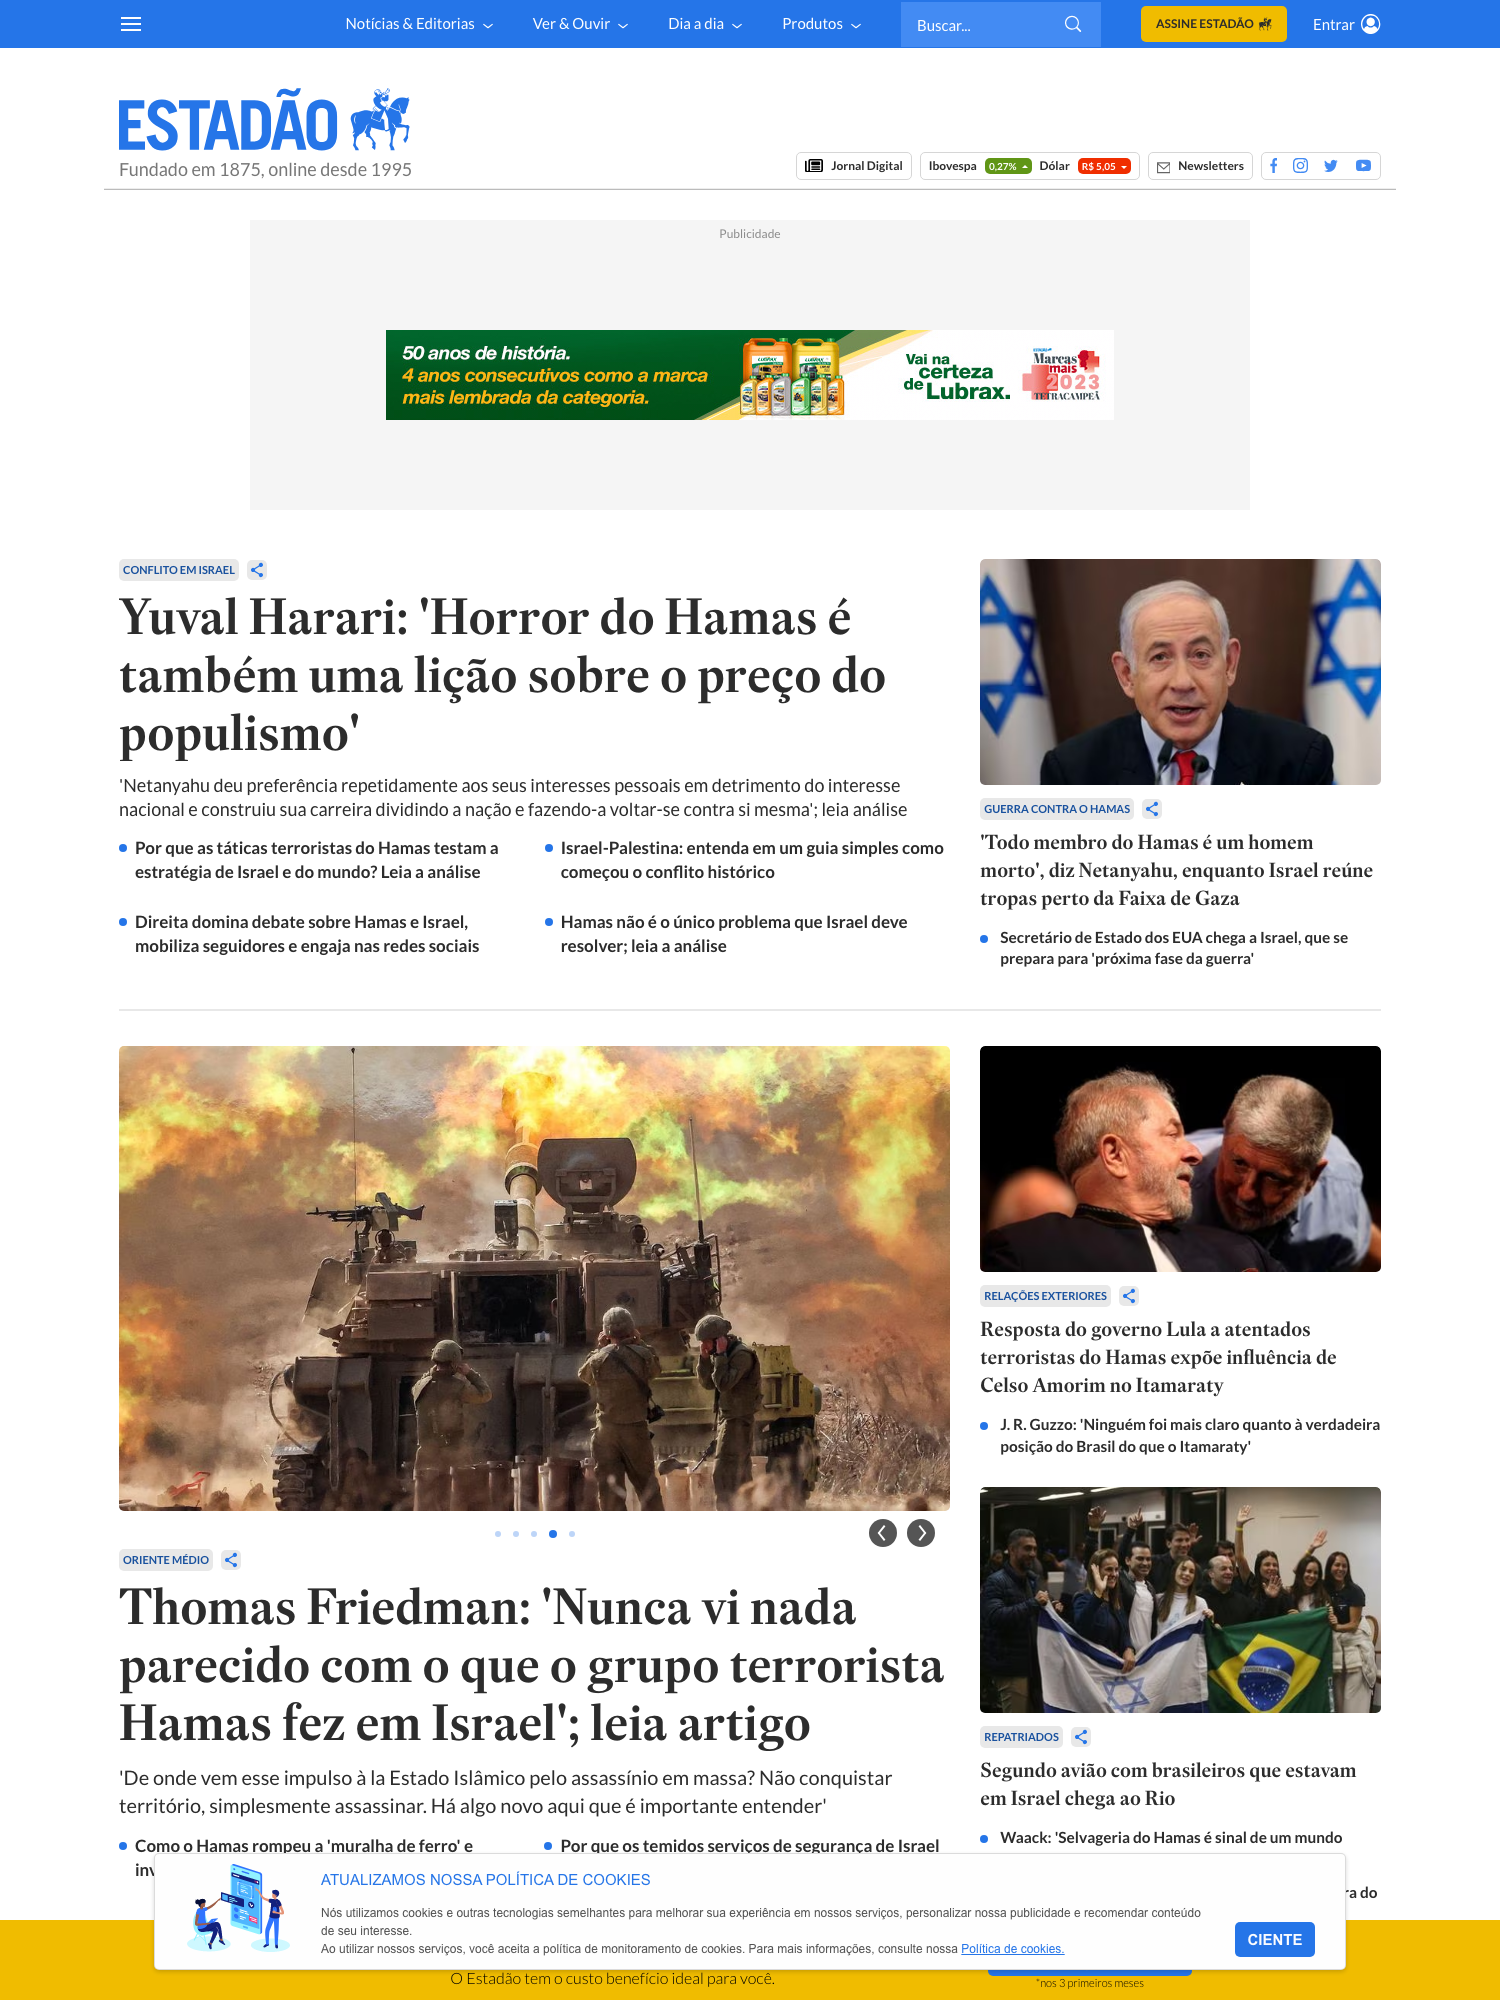 Notícias & Editorias
Ver & Ouvir
Dia a dia
Produtos
Buscar...
ASSINE ESTADÃO
Entrar
ESTADÃO
Fundado em 1875, online desde 1995
Jornal Digital
Ibovespa 0,27% Dólar R$ 5,05
Newsletters
Publicidade
50 anos de história.
4 anos consecutivos como a marca
mais lembrada da categoria.
LUBRAX LUBRAX
Vai na
certeza
de Lubrax.
Marcas
mais
2023
TETRACAMPEÃ
CONFLITO EM ISRAEL
Yuval Harari: 'Horror do Hamas é
também uma lição sobre o preço do
populismo'
'Netanyahu deu preferência repetidamente aos seus interesses pessoais em detrimento do interesse
nacional e construiu sua carreira dividindo a nação e fazendo-a voltar-se contra si mesma'; leia análise
Por que as táticas terroristas do Hamas testam a
estratégia de Israel e do mundo? Leia a análise
Israel-Palestina: entenda em um guia simples como
começou o conflito histórico
Direita domina debate sobre Hamas e Israel,
mobiliza seguidores e engaja nas redes sociais
Hamas não é o único problema que Israel deve
resolver; leia a análise
GUERRA CONTRA O HAMAS
'Todo membro do Hamas é um homem
morto', diz Netanyahu, enquanto Israel reúne
tropas perto da Faixa de Gaza
Secretário de Estado dos EUA chega a Israel, que se
prepara para 'próxima fase da guerra'
ORIENTE MÉDIO
Thomas Friedman: 'Nunca vi nada
parecido com o que o grupo terrorista
Hamas fez em Israel'; leia artigo
'De onde vem esse impulso à la Estado Islâmico pelo assassínio em massa? Não conquistar
território, simplesmente assassinar. Há algo novo aqui que é importante entender'
Como o Hamas rompeu a 'muralha de ferro' e
inv
Por que os temidos serviços de segurança de Israel
RELAÇÕES EXTERIORES
Resposta do governo Lula a atentados
terroristas do Hamas expõe influência de
Celso Amorim no Itamaraty
J. R. Guzzo: 'Ninguém foi mais claro quanto à verdadeira
posição do Brasil do que o Itamaraty'
REPATRIADOS
Segundo avião com brasileiros que estavam
em Israel chega ao Rio
Waack: 'Selvageria do Hamas é sinal de um mundo
ra do
ATUALIZAMOS NOSSA POLÍTICA DE COOKIES
Nós utilizamos cookies e outras tecnologias semelhantes para melhorar sua experiência em nossos serviços, personalizar nossa publicidade e recomendar conteúdo
de seu interesse.
Ao utilizar nossos serviços, você aceita a política de monitoramento de cookies. Para mais informações, consulte nossa Política de cookies.
CIENTE
O Estadão tem o custo benefício ideal para você.
*nos 3 primeiros meses